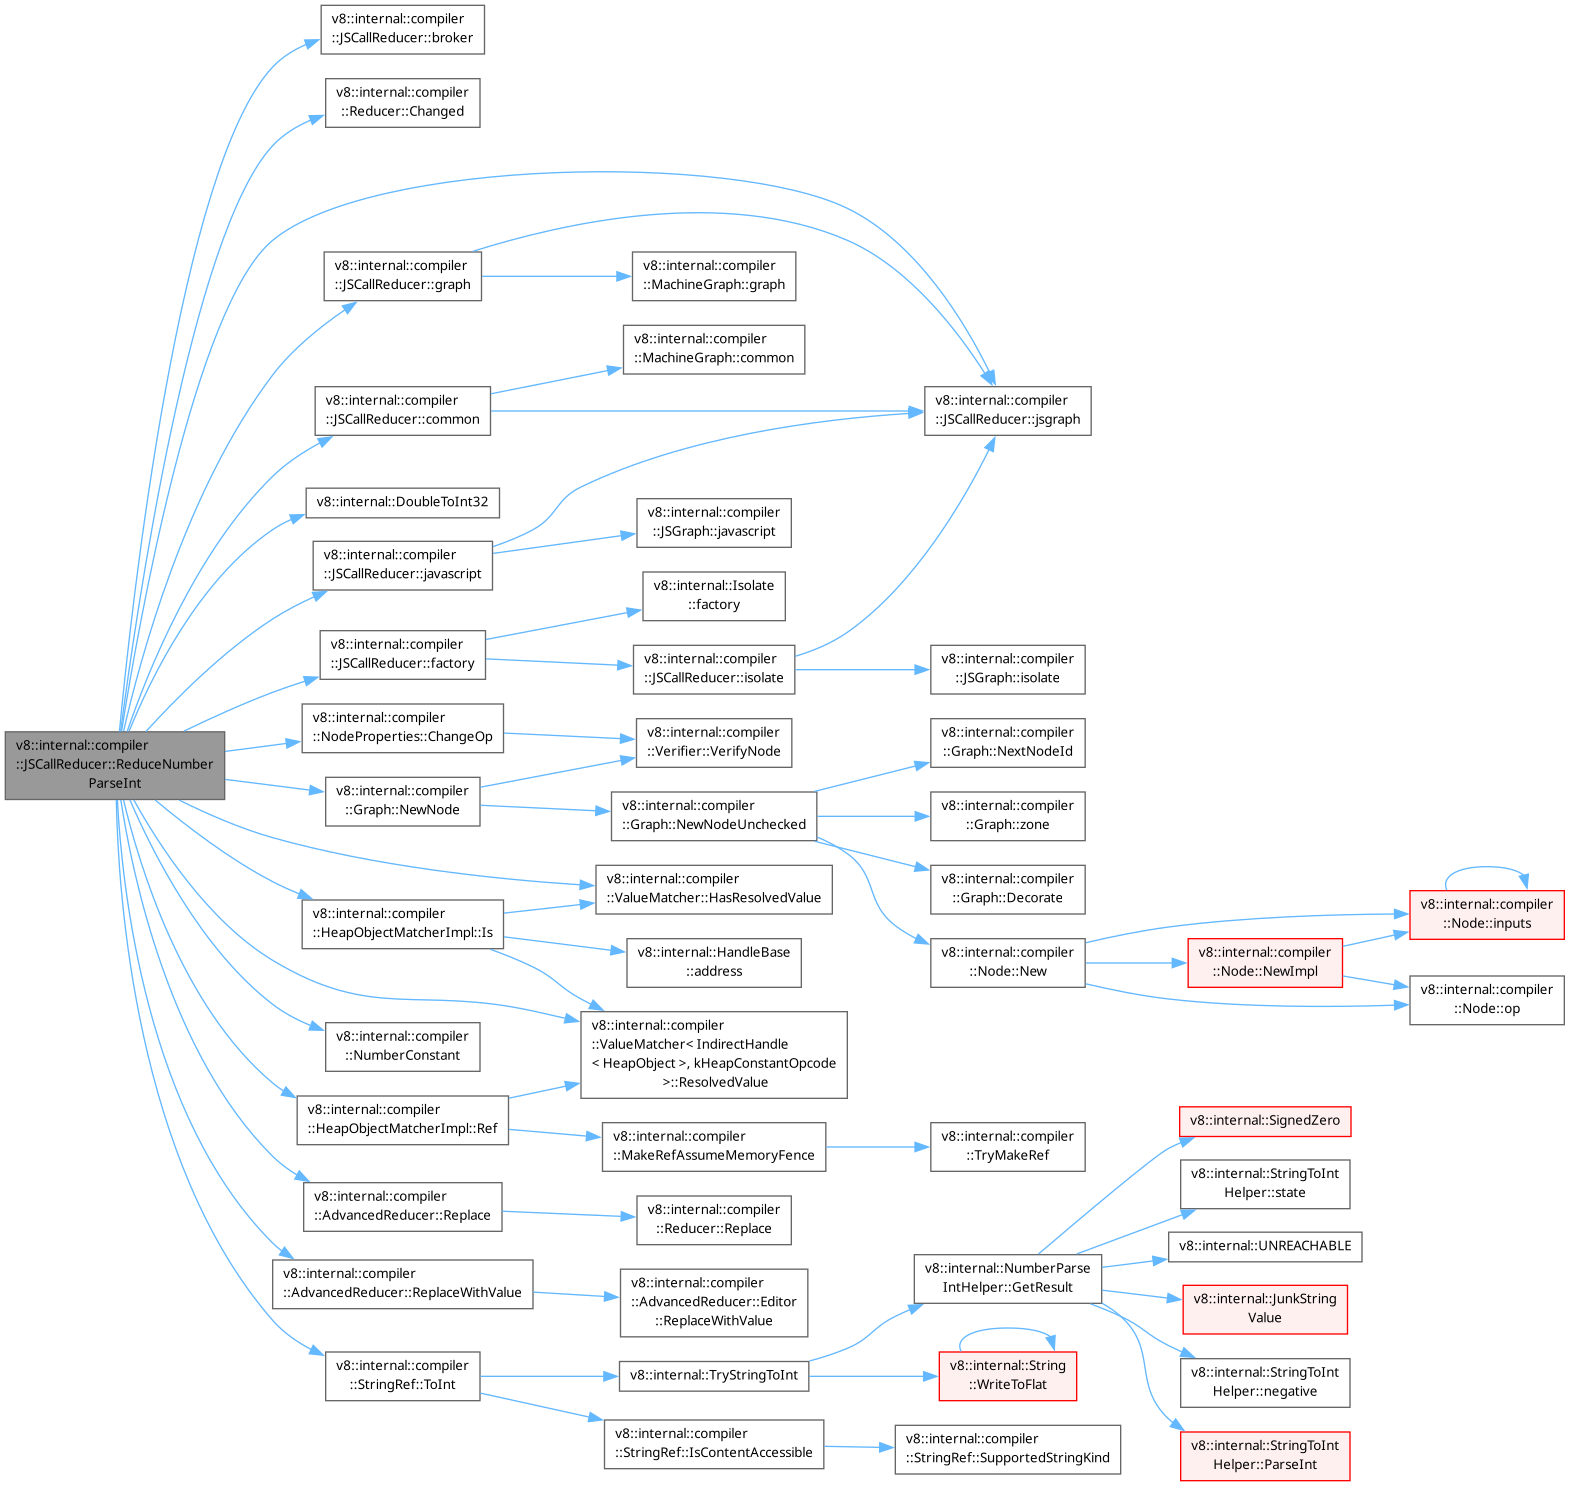 v8::internal::compiler
::JSCallReducer::ReduceNumber
ParseInt
v8::internal::compiler
::JSCallReducer::broker
v8::internal::compiler
::Reducer::Changed
v8::internal::compiler
::JSCallReducer::graph
v8::internal::compiler
::MachineGraph::graph
v8::internal::compiler
::MachineGraph::common
v8::internal::compiler
::JSCallReducer::common
v8::internal::compiler
::JSCallReducer::jsgraph
v8::internal::DoubleToInt32
v8::internal::compiler
::JSCallReducer::javascript
v8::internal::compiler
::JSGraph::javascript
v8::internal::Isolate
::factory
v8::internal::compiler
::JSCallReducer::factory
v8::internal::compiler
::JSCallReducer::isolate
v8::internal::compiler
::JSGraph::isolate
v8::internal::compiler
::NodeProperties::ChangeOp
v8::internal::compiler
::Verifier::VerifyNode
v8::internal::compiler
::Graph::NextNodeId
v8::internal::compiler
::Graph::NewNode
v8::internal::compiler
::Graph::NewNodeUnchecked
v8::internal::compiler
::Graph::zone
v8::internal::compiler
::ValueMatcher::HasResolvedValue
v8::internal::compiler
::Graph::Decorate
v8::internal::compiler
::Node::inputs
v8::internal::compiler
::HeapObjectMatcherImpl::Is
v8::internal::HandleBase
::address
v8::internal::compiler
::Node::New
v8::internal::compiler
::Node::NewImpl
v8::internal::compiler
::Node::op
v8::internal::compiler
::NumberConstant
v8::internal::compiler
::ValueMatcher< IndirectHandle
< HeapObject >, kHeapConstantOpcode
>::ResolvedValue
v8::internal::compiler
::HeapObjectMatcherImpl::Ref
v8::internal::compiler
::MakeRefAssumeMemoryFence
v8::internal::compiler
::TryMakeRef
v8::internal::SignedZero
v8::internal::StringToInt
Helper::state
v8::internal::compiler
::AdvancedReducer::Replace
v8::internal::compiler
::Reducer::Replace
v8::internal::UNREACHABLE
v8::internal::NumberParse
IntHelper::GetResult
v8::internal::compiler
::AdvancedReducer::ReplaceWithValue
v8::internal::compiler
::AdvancedReducer::Editor
::ReplaceWithValue
v8::internal::JunkString
Value
v8::internal::compiler
::StringRef::ToInt
v8::internal::TryStringToInt
v8::internal::String
::WriteToFlat
v8::internal::StringToInt
Helper::negative
v8::internal::compiler
::StringRef::IsContentAccessible
v8::internal::compiler
::StringRef::SupportedStringKind
v8::internal::StringToInt
Helper::ParseInt